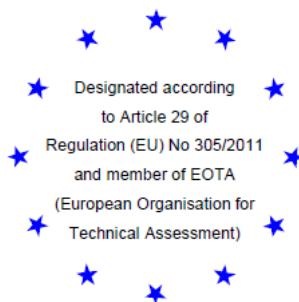 Designated according
to Article 29 of
Regulation (EU) No 305/2011
and member of EOTA
(European Organisation for
Technical Assessment)